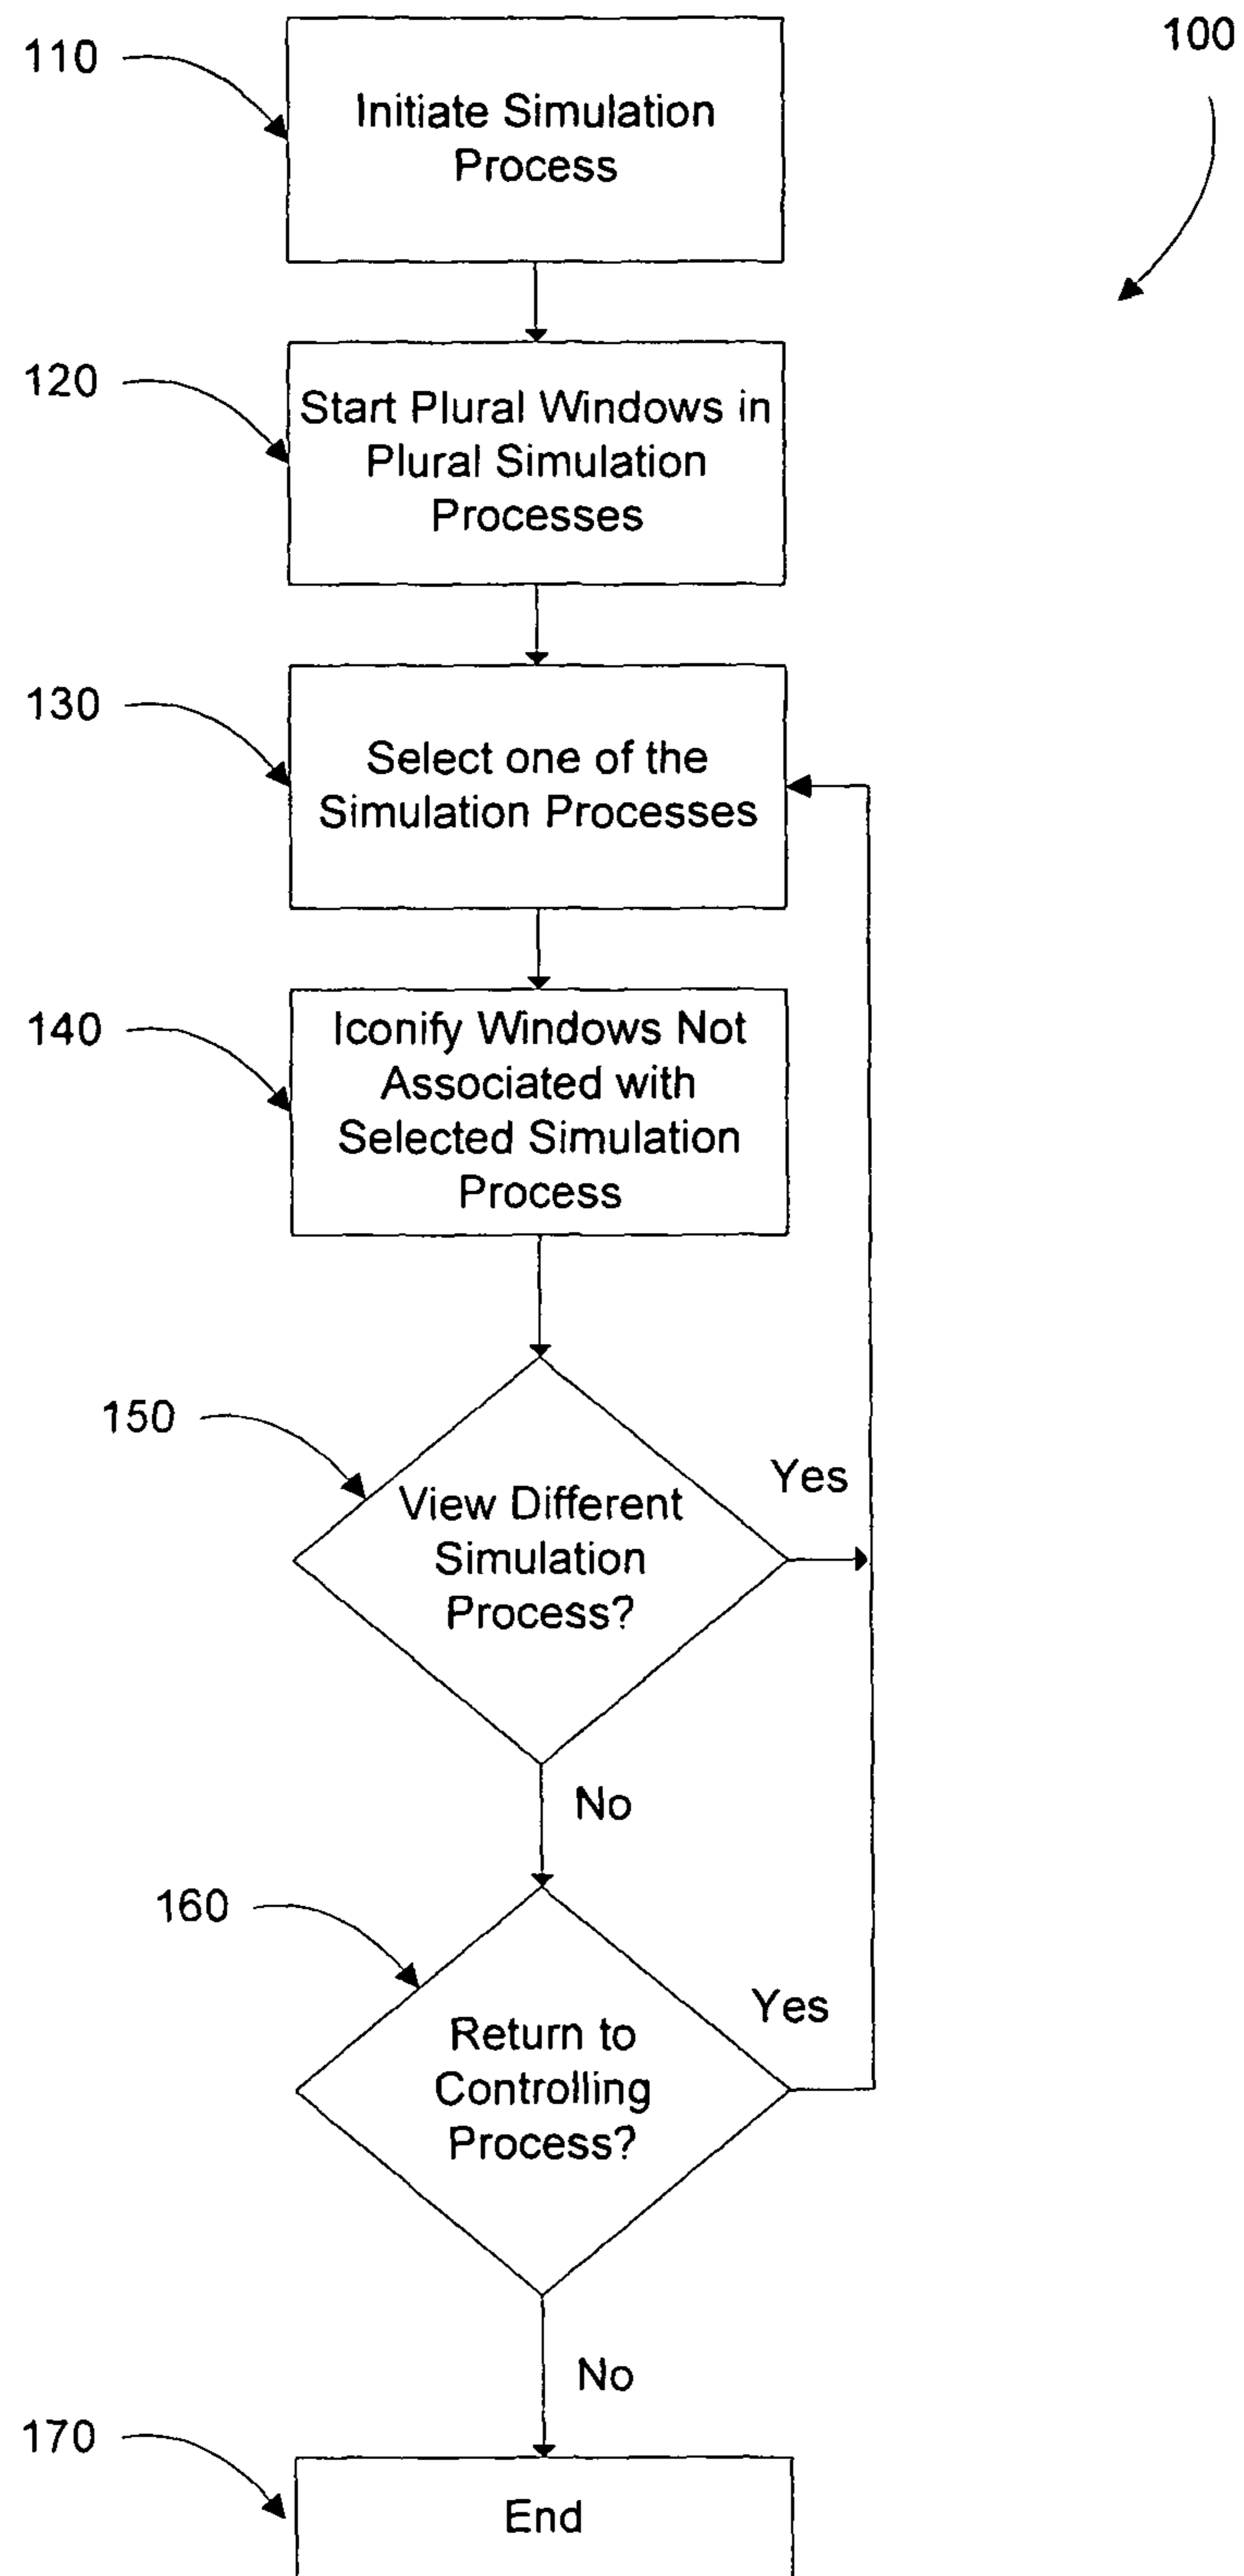 100
110
Initiate Simulation
Process
120
Start Plural Windows in
Plural Simulation
Processes
130
Select one of the
Simulation Processes
140
Iconify Windows Not
Associated with
Selected Simulation
Process
150
View Different
Simulation
Process?
Yes
No
160
Return to
Controlling
Process?
Yes
No
170
End